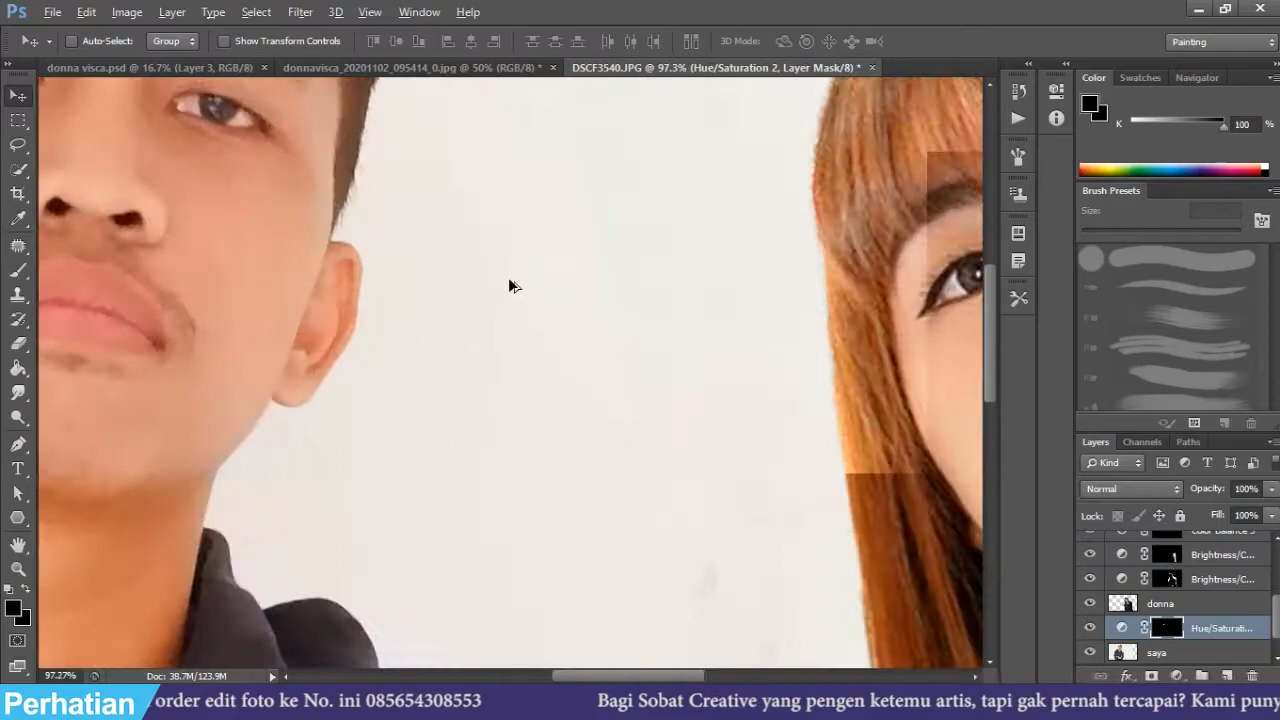 Ps File Edit Image Layer Type Select Filter 3D View Window Help
Auto-Select: Group Show Transform Controls 3D Mode: Painting
donna visca.psd @ 16.7% (Layer 3, RGB/8) × donnavisca_20201102_095414_0.jpg @ 50% (RGB/8) * × DSCF3540.JPG @ 97.3% (Hue/Saturation 2, Layer Mask/8) * ×
Color Swatches Navigator
K 100 %
Brush Presets
Size:
Layers Channels Paths
Kind
Normal Opacity: 100%
Lock: Fill: 100%
Color Balance 3
Brightness/C...
Brightness/C...
donna
Hue/Saturati...
saya
97.27% Doc: 38.7M/123.9M
Perhatian order edit foto ke No. ini 085654308553 Bagi Sobat Creative yang pengen ketemu artis, tapi gak pernah tercapai? Kami puny